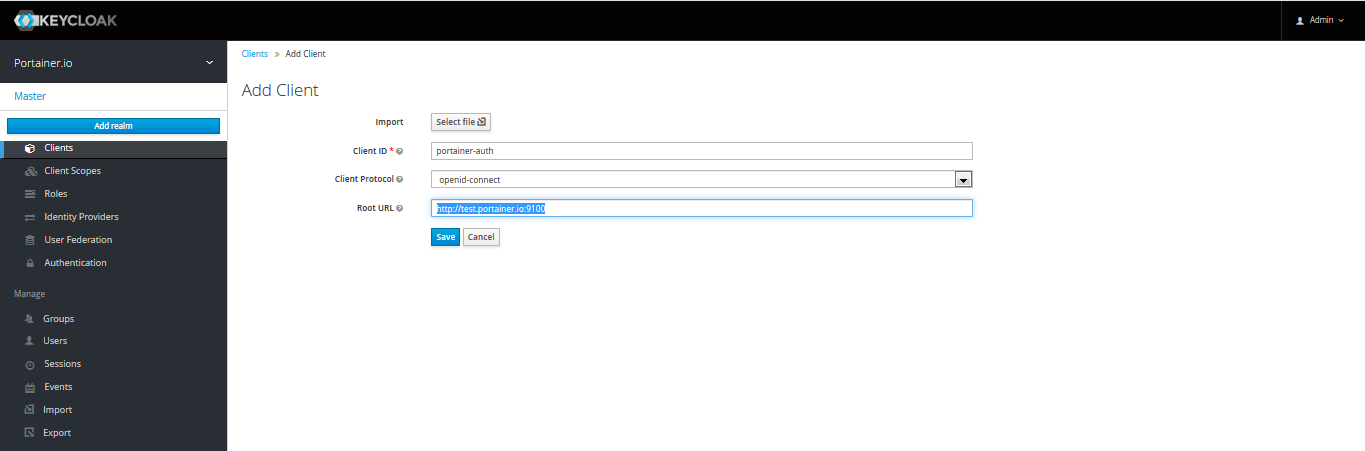 KEYCLOAK
Admin
Portainer.io
Master
Add realm
Clients
Client Scopes
Roles
Identity Providers
User Federation
Authentication
Manage
Groups
Users
Sessions
Events
Import
Export
Clients » Add Client
Add Client
Import Select file
Client ID * portainer-auth
Client Protocol openid-connect
Root URL http://test.portainer.io:9100
Save Cancel